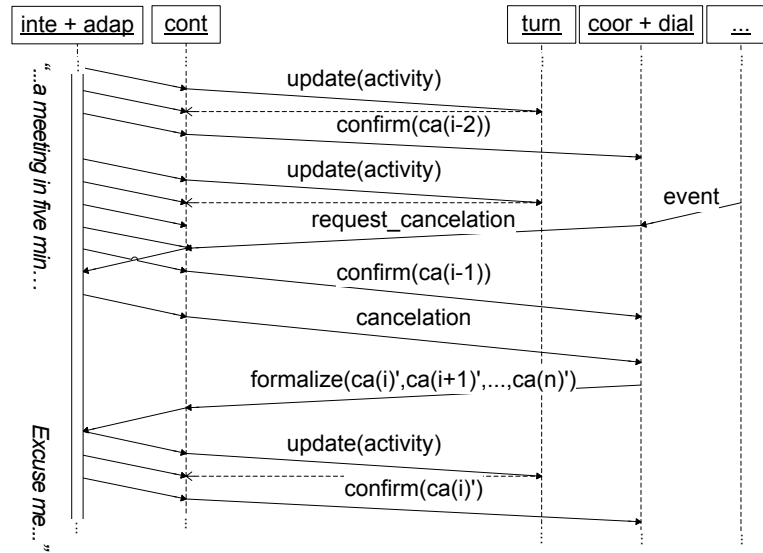 inte + adap
cont
turn
coor + dial
...
"...a meeting in five min…
update(activity)
confirm(ca(i-2))
update(activity)
event
request_cancelation
confirm(ca(i-1))
cancelation
formalize(ca(i)',ca(i+1)',...,ca(n)')
Excuse me..."
update(activity)
confirm(ca(i)')